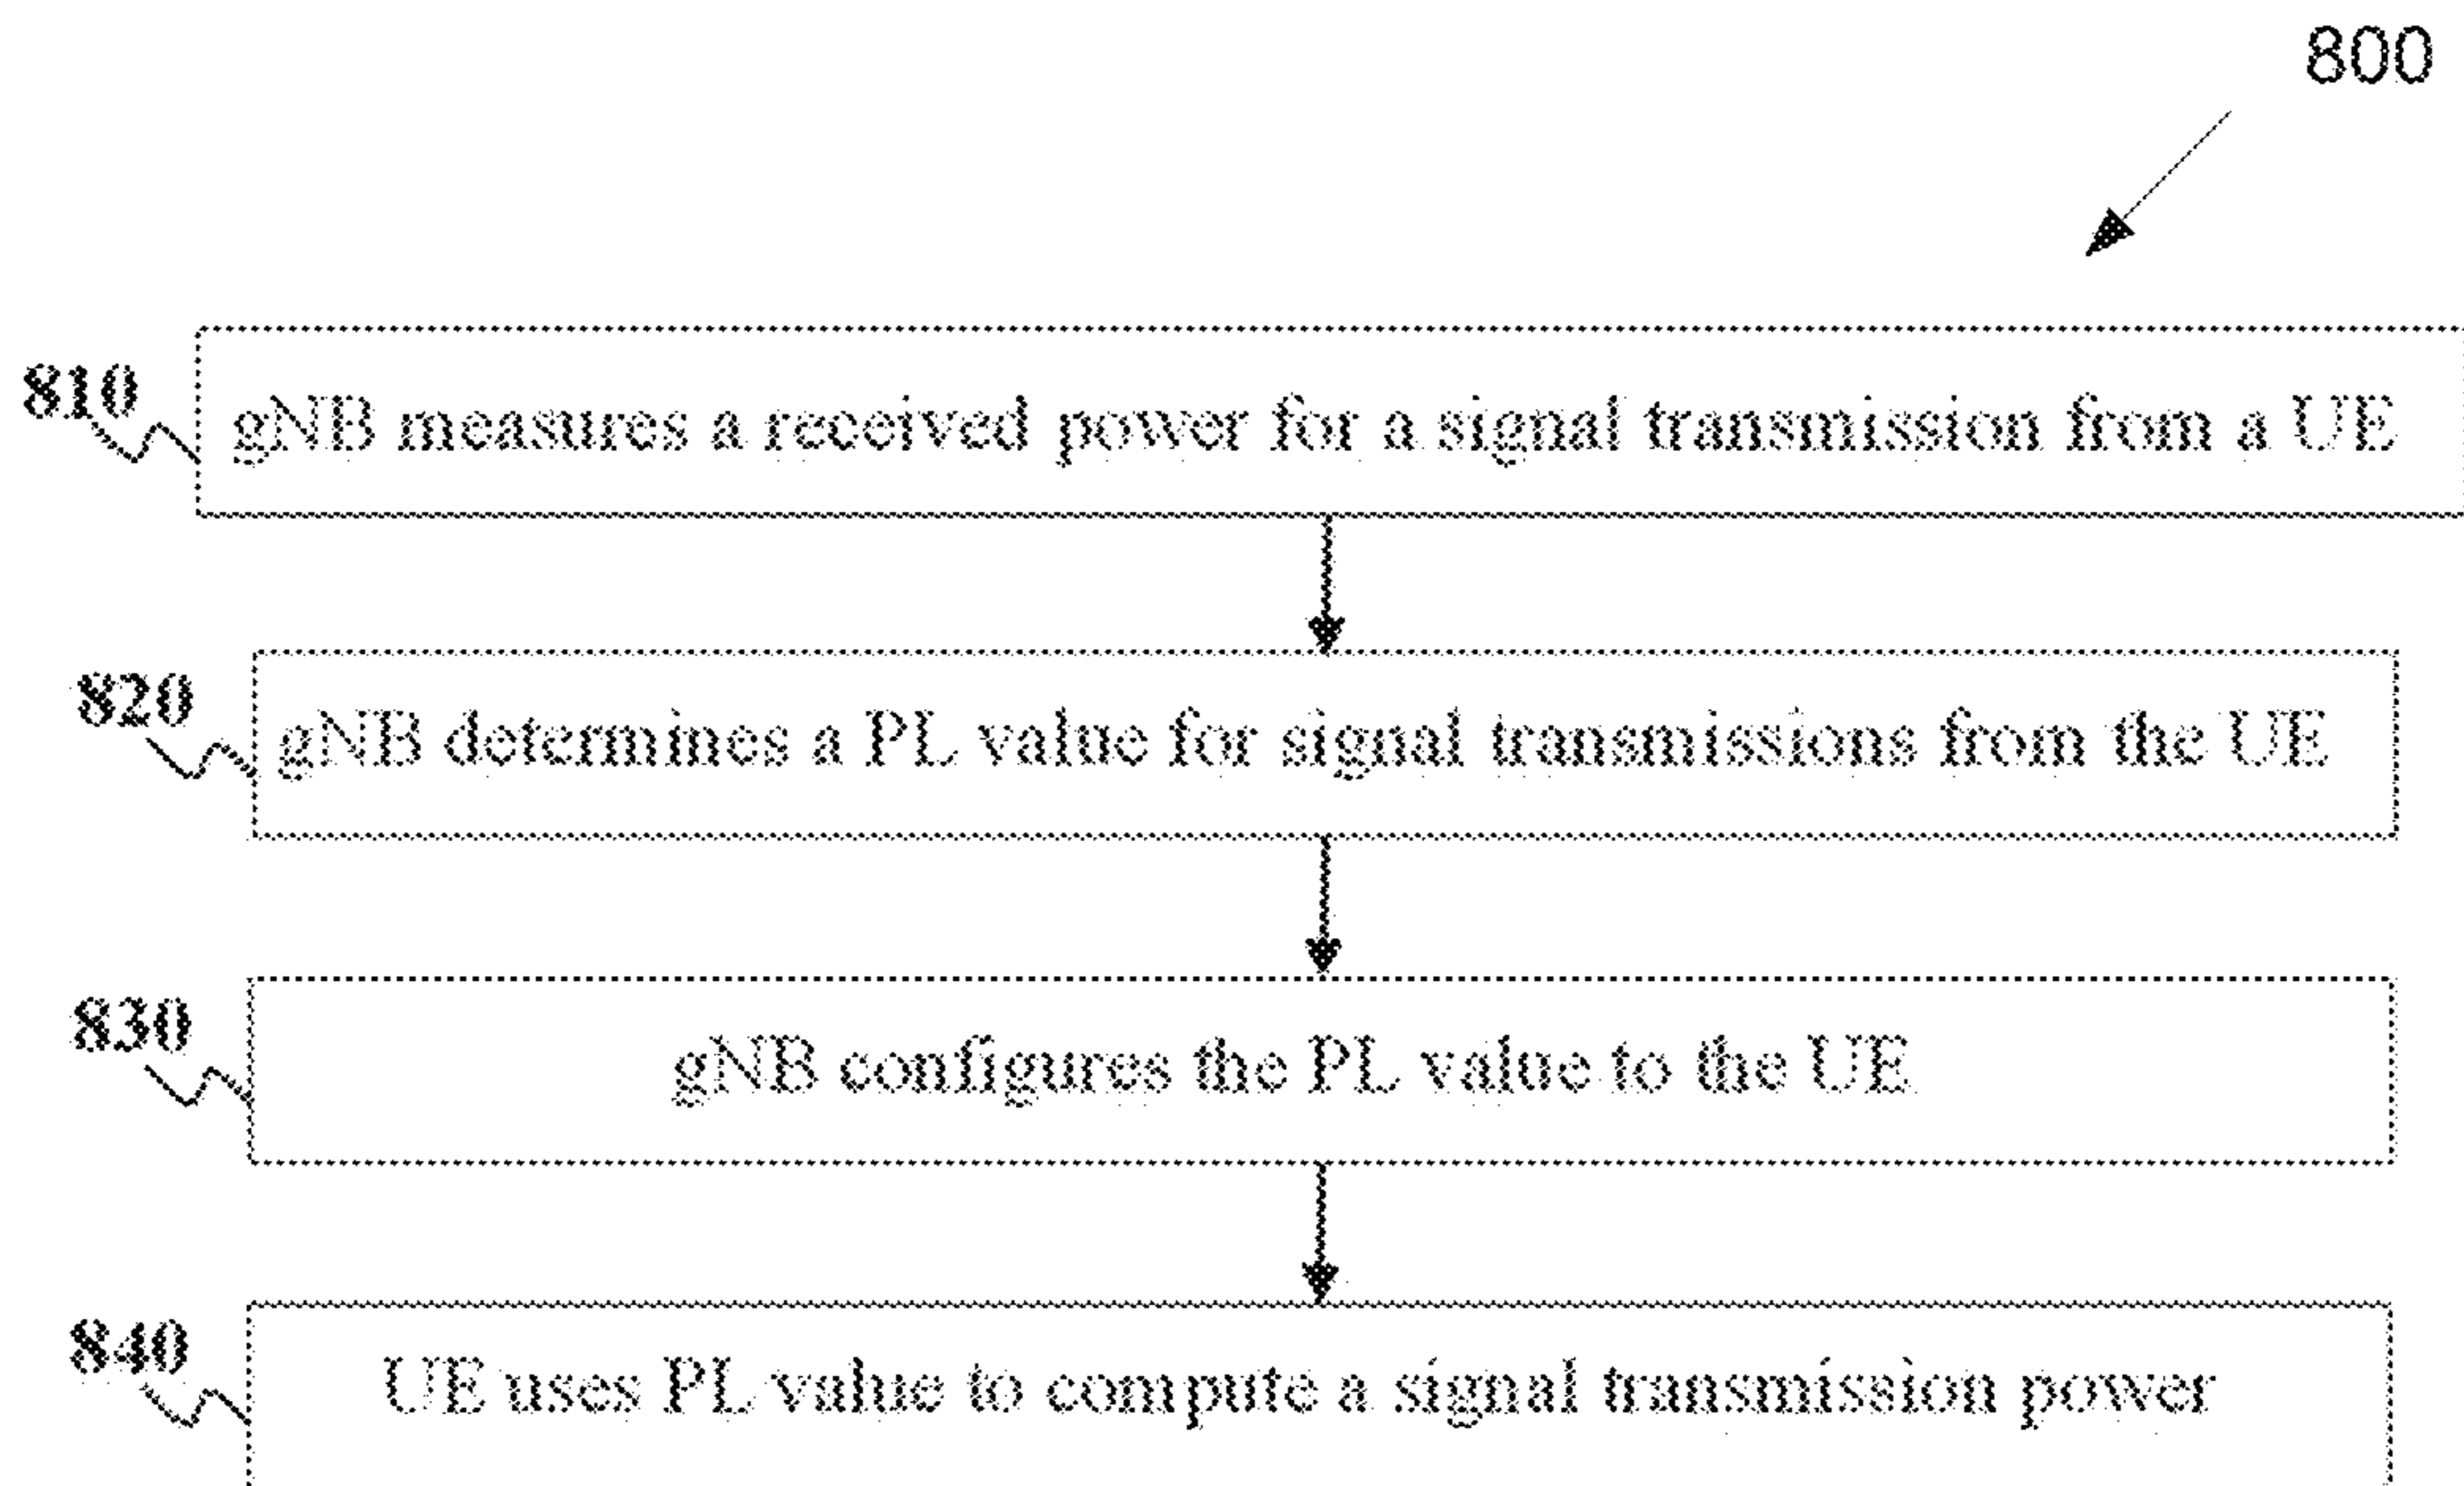 800
810
gNB measures a received power for a signal transmission from a UE
820
gNB determines a PL value for signal transmissions from the UE
830
gNB configures the PL value to the UE
840
UE uses PL value to compute a signal transmission power